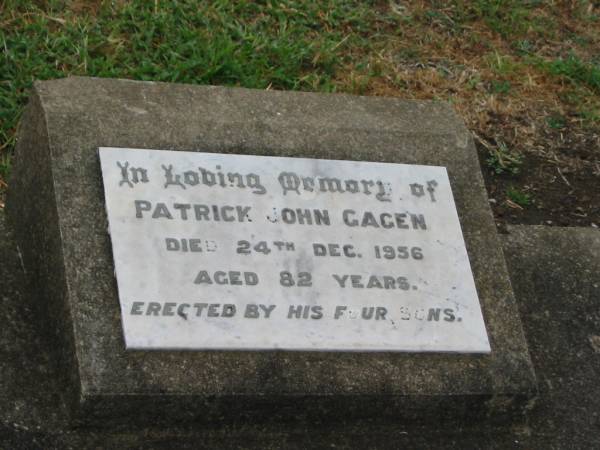 In Loving Memory of
PATRICK JOHN GAGEN
DIED 24TH DEC. 1956
AGED 82 YEARS.
ERECTED BY HIS FOUR SONS.